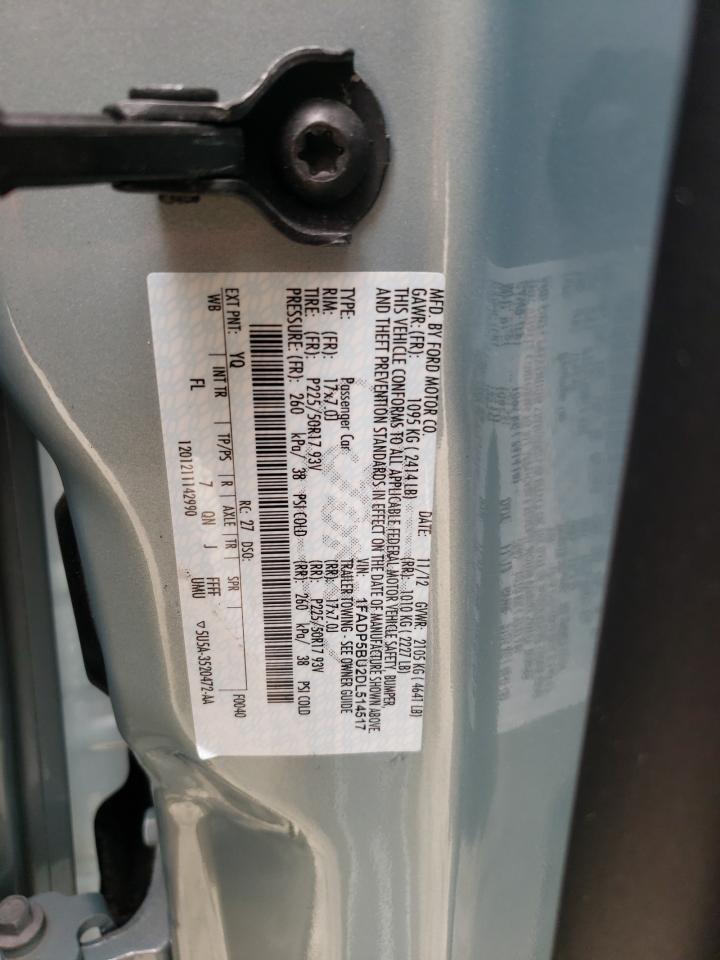 MFD. BY FORD MOTOR CO.
DATE: 11/12 GVWR: 2105 KG ( 4641 LB)
GAWR: (FR): 1095 KG ( 2414 LB) (RR): 1010 KG ( 2227 LB)
THIS VEHICLE CONFORMS TO ALL APPLICABLE FEDERAL MOTOR VEHICLE SAFETY, BUMPER,
AND THEFT PREVENTION STANDARDS IN EFFECT ON THE DATE OF MANUFACTURE SHOWN ABOVE.
VIN: 1FADP5BU2DL514517
TYPE: Passenger Car TRAILER TOWING - SEE OWNER GUIDE
RIM: (FR): 17x7.0J (RR): 17x7.0J
TIRE: (FR): P225/50R17 93V (RR): P225/50R17 93V
PRESSURE: (FR): 260 kPa/ 38 PSI COLD (RR): 260 kPa/ 38 PSI COLD
EXT PNT: YQ RC: 27 DSO: F0040
WB | INT TR | TP/PS | R | AXLE | TR | SPR |
FL 7 QN J FFFF
1201211142990 UMU ▽5U5A-3520472-AA